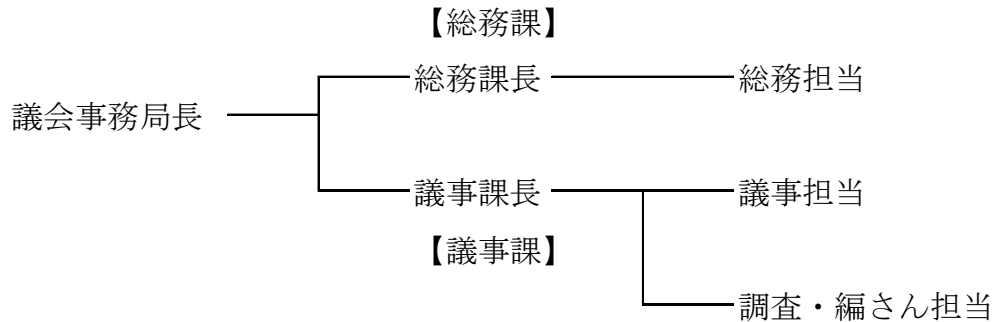 【総務課】
総務課長 総務担当
議会事務局長
議事課長 議事担当
【議事課】
調査・編さん担当